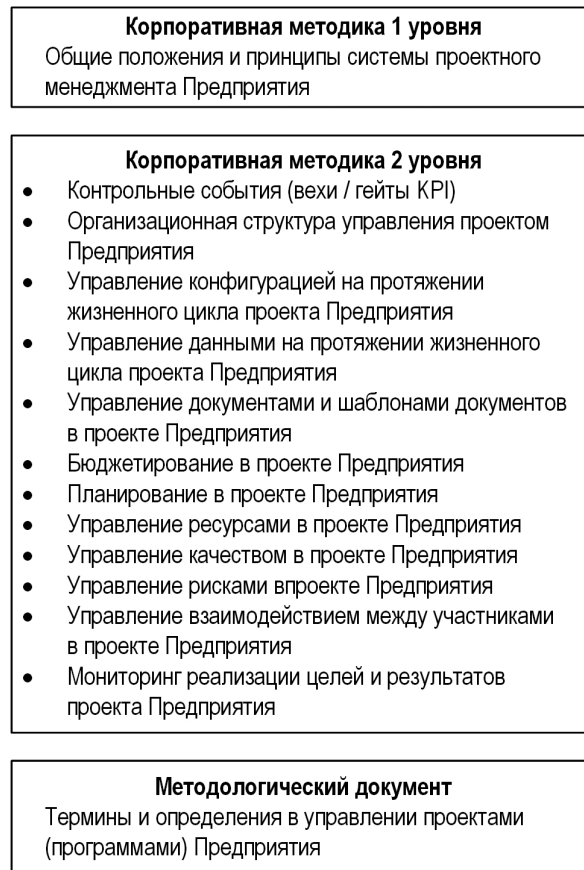 Корпоративная методика 1 уровня
Общие положения и принципы системы проектного
менеджмента Предприятия
Корпоративная методика 2 уровня
• Контрольные события (вехи / гейты KPI)
• Организационная структура управления проектом
Предприятия
• Управление конфигурацией на протяжении
жизненного цикла проекта Предприятия
• Управление данными на протяжении жизненного
цикла проекта Предприятия
• Управление документами и шаблонами документов
в проекте Предприятия
• Бюджетирование в проекте Предприятия
• Планирование в проекте Предприятия
• Управление ресурсами в проекте Предприятия
• Управление качеством в проекте Предприятия
• Управление рисками впроекте Предприятия
• Управление взаимодействием между участниками
в проекте Предприятия
• Мониторинг реализации целей и результатов
проекта Предприятия
Методологический документ
Термины и определения в управлении проектами
(программами) Предприятия